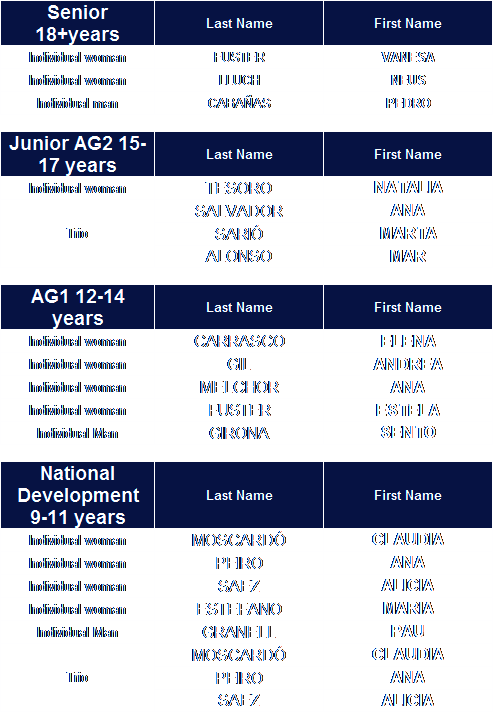 Senior 18+years Last Name First Name
Individual woman FUSTER VANESA
Individual woman LLUCH NEUS
Individual man CABAÑAS PEDRO
Junior AG2 15-17 years Last Name First Name
Individual woman TESORO NATALIA
SALVADOR ANA
Trio SARIÓ MARTA
ALONSO MAR
AG1 12-14 years Last Name First Name
Individual woman CARRASCO ELENA
Individual woman GIL ANDREA
Individual woman MELCHOR ANA
Individual woman FUSTER ESTELA
Individual Man GIRONA SENTO
National Development 9-11 years Last Name First Name
Individual woman MOSCARDÓ CLAUDIA
Individual woman PEIRO ANA
Individual woman SAEZ ALICIA
Individual woman ESTEFANO MARIA
Individual Man GRANELL PAU
MOSCARDÓ CLAUDIA
Trio PEIRO ANA
SAEZ ALICIA